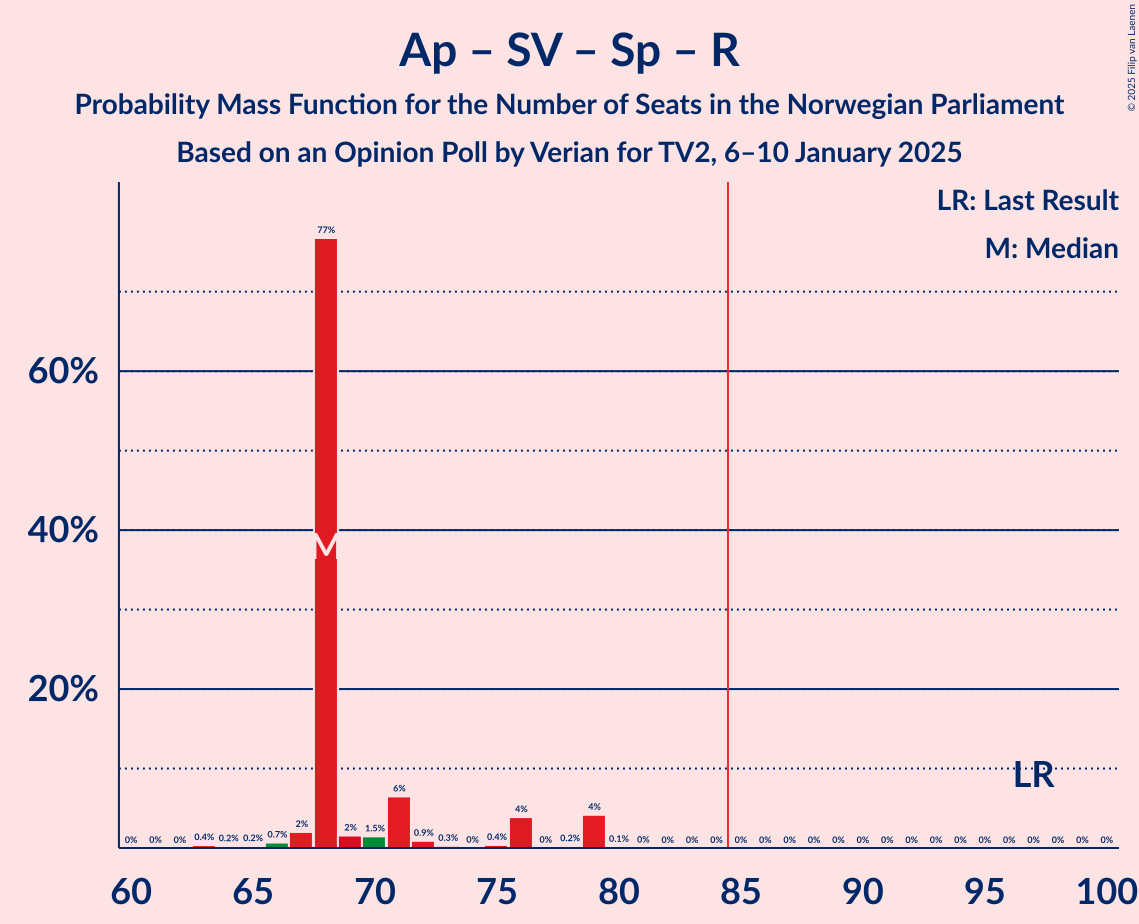 Ap – SV – Sp – R
Probability Mass Function for the Number of Seats in the Norwegian Parliament
Based on an Opinion Poll by Verian for TV2, 6–10 January 2025
© 2025 Filip van Laenen
LR: Last Result
M: Median
77%
60%
40%
M
20%
LR
0% 0% 0% 0.4% 0.2% 0.2% 0.7% 2% 2% 1.5% 6% 0.9% 0.3% 0% 0.4% 4% 0% 0.2% 4% 0.1% 0% 0% 0% 0% 0% 0% 0% 0% 0% 0% 0% 0% 0% 0% 0% 0% 0% 0% 0% 0%
60 65 70 75 80 85 90 95 100